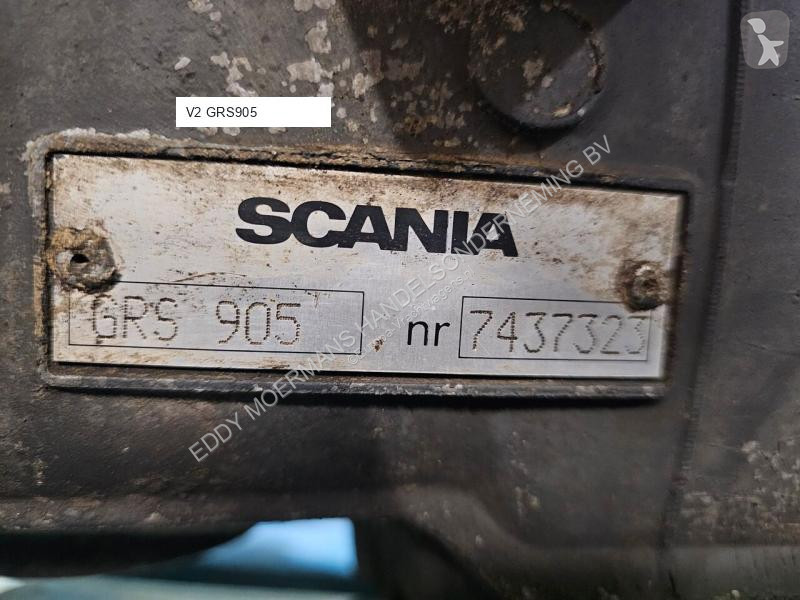 V2 GRS905
SCANIA
GRS 905 nr 7437323
EDDY MOERMANS HANDELSONDERNEMING BV